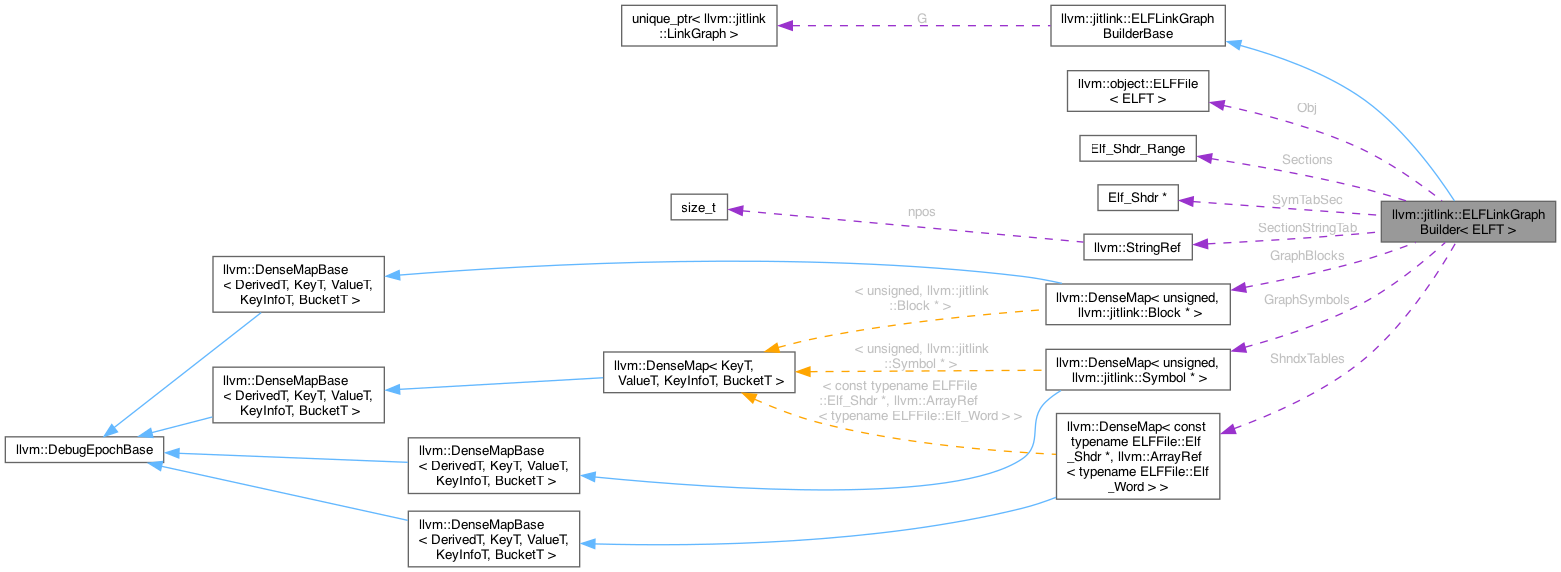 unique_ptr< llvm::jitlink
::LinkGraph >
G
llvm::jitlink::ELFLinkGraph
BuilderBase
llvm::object::ELFFile
< ELFT >
Obj
Elf_Shdr_Range
Sections
Elf_Shdr *
SymTabSec
size_t
npos
llvm::StringRef
SectionStringTab
llvm::jitlink::ELFLinkGraph
Builder< ELFT >
GraphBlocks
llvm::DenseMapBase
< DerivedT, KeyT, ValueT,
KeyInfoT, BucketT >
< unsigned, llvm::jitlink
::Block * >
llvm::DenseMap< unsigned,
llvm::jitlink::Block * >
GraphSymbols
llvm::DenseMapBase
< DerivedT, KeyT, ValueT,
KeyInfoT, BucketT >
llvm::DenseMap< KeyT,
ValueT, KeyInfoT, BucketT >
< unsigned, llvm::jitlink
::Symbol * >
llvm::DenseMap< unsigned,
llvm::jitlink::Symbol * >
ShndxTables
< const typename ELFFile
::Elf_Shdr *, llvm::ArrayRef
< typename ELFFile::Elf_Word > >
llvm::DenseMap< const
typename ELFFile::Elf
_Shdr *, llvm::ArrayRef
< typename ELFFile::Elf
_Word > >
llvm::DebugEpochBase
llvm::DenseMapBase
< DerivedT, KeyT, ValueT,
KeyInfoT, BucketT >
llvm::DenseMapBase
< DerivedT, KeyT, ValueT,
KeyInfoT, BucketT >